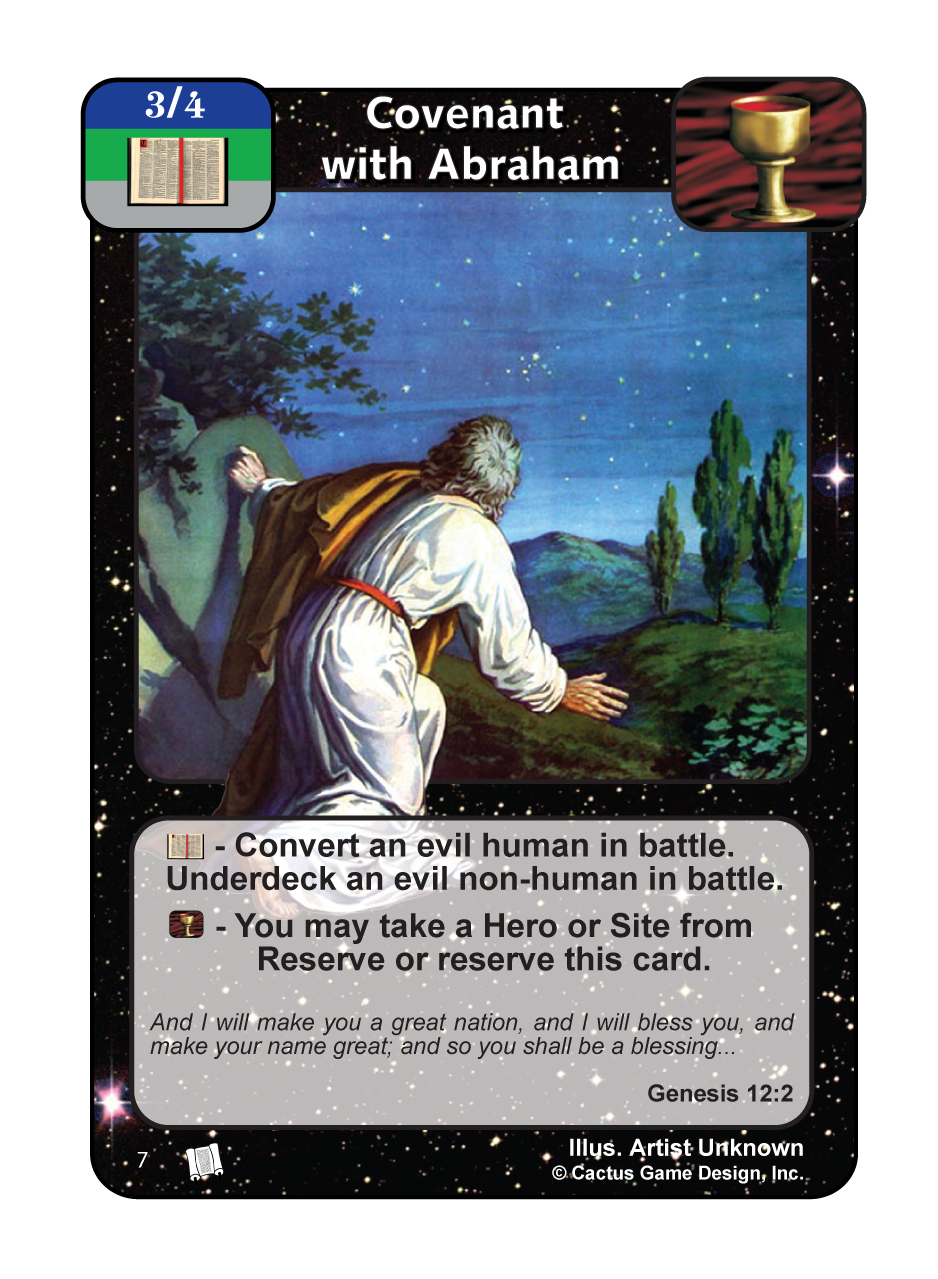 3/4
Covenant
with Abraham
- Convert an evil human in battle.
Underdeck an evil non-human in battle.
- You may take a Hero or Site from
Reserve or reserve this card.
And I will make you a great nation, and I will bless you, and
make your name great; and so you shall be a blessing...
Genesis 12:2
7
Illus. Artist Unknown
© Cactus Game Design, Inc.